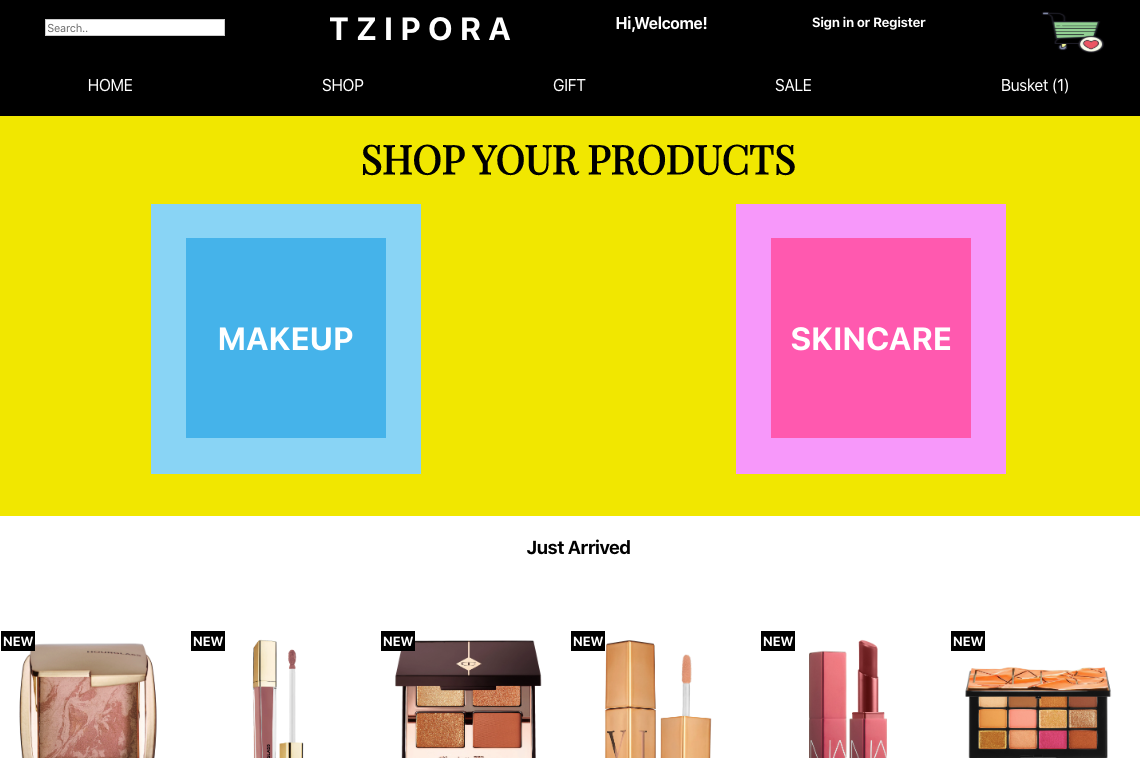 Search..
TZIPORA
Hi,Welcome!
Sign in or Register
HOME
SHOP
GIFT
SALE
Busket (1)
SHOP YOUR PRODUCTS
MAKEUP
SKINCARE
Just Arrived
NEW
NEW
NEW
NEW
NEW
NEW